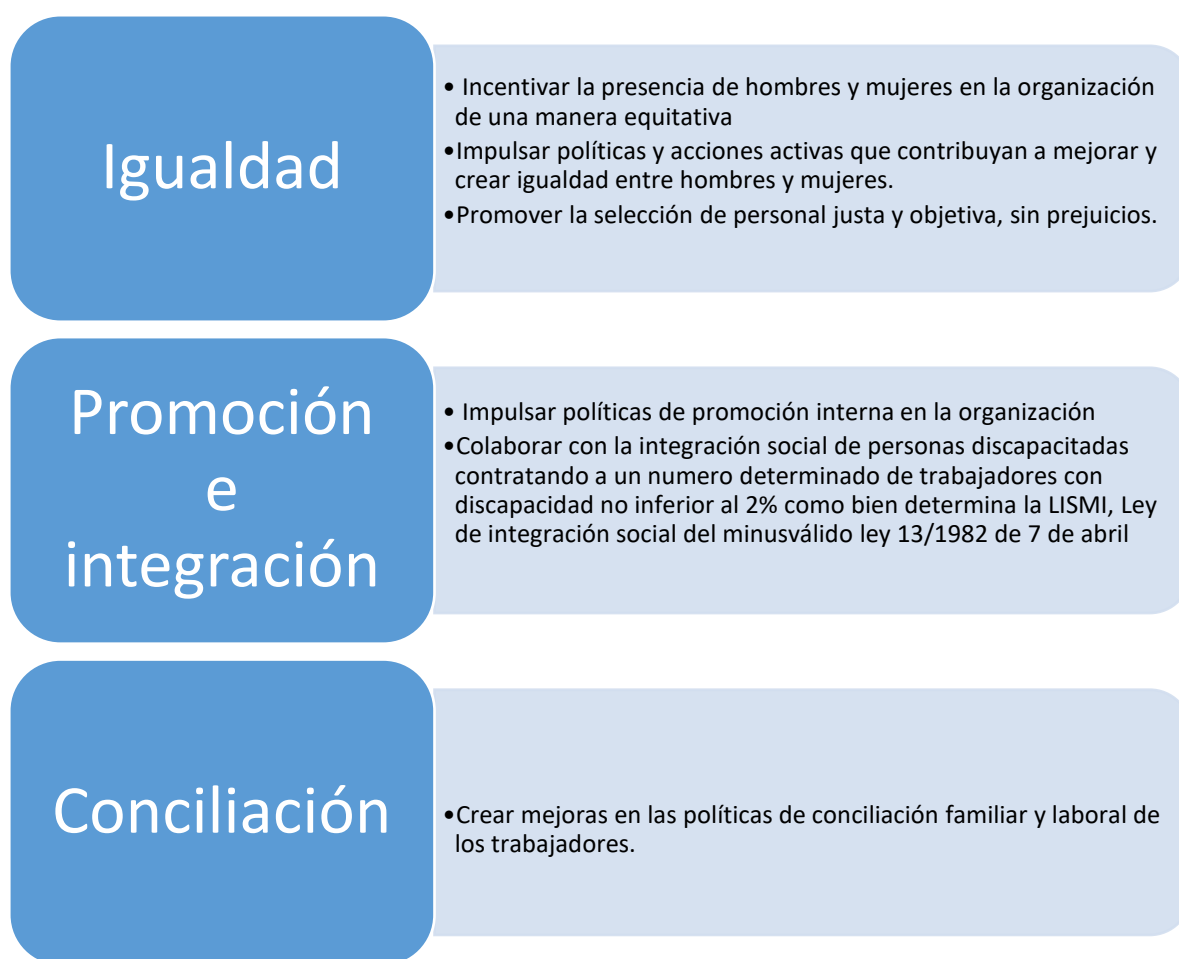 Igualdad
• Incentivar la presencia de hombres y mujeres en la organización
de una manera equitativa
•Impulsar políticas y acciones activas que contribuyan a mejorar y
crear igualdad entre hombres y mujeres.
•Promover la selección de personal justa y objetiva, sin prejuicios.
Promoción
e
integración
• Impulsar políticas de promoción interna en la organización
•Colaborar con la integración social de personas discapacitadas
contratando a un numero determinado de trabajadores con
discapacidad no inferior al 2% como bien determina la LISMI, Ley
de integración social del minusválido ley 13/1982 de 7 de abril
Conciliación
•Crear mejoras en las políticas de conciliación familiar y laboral de
los trabajadores.